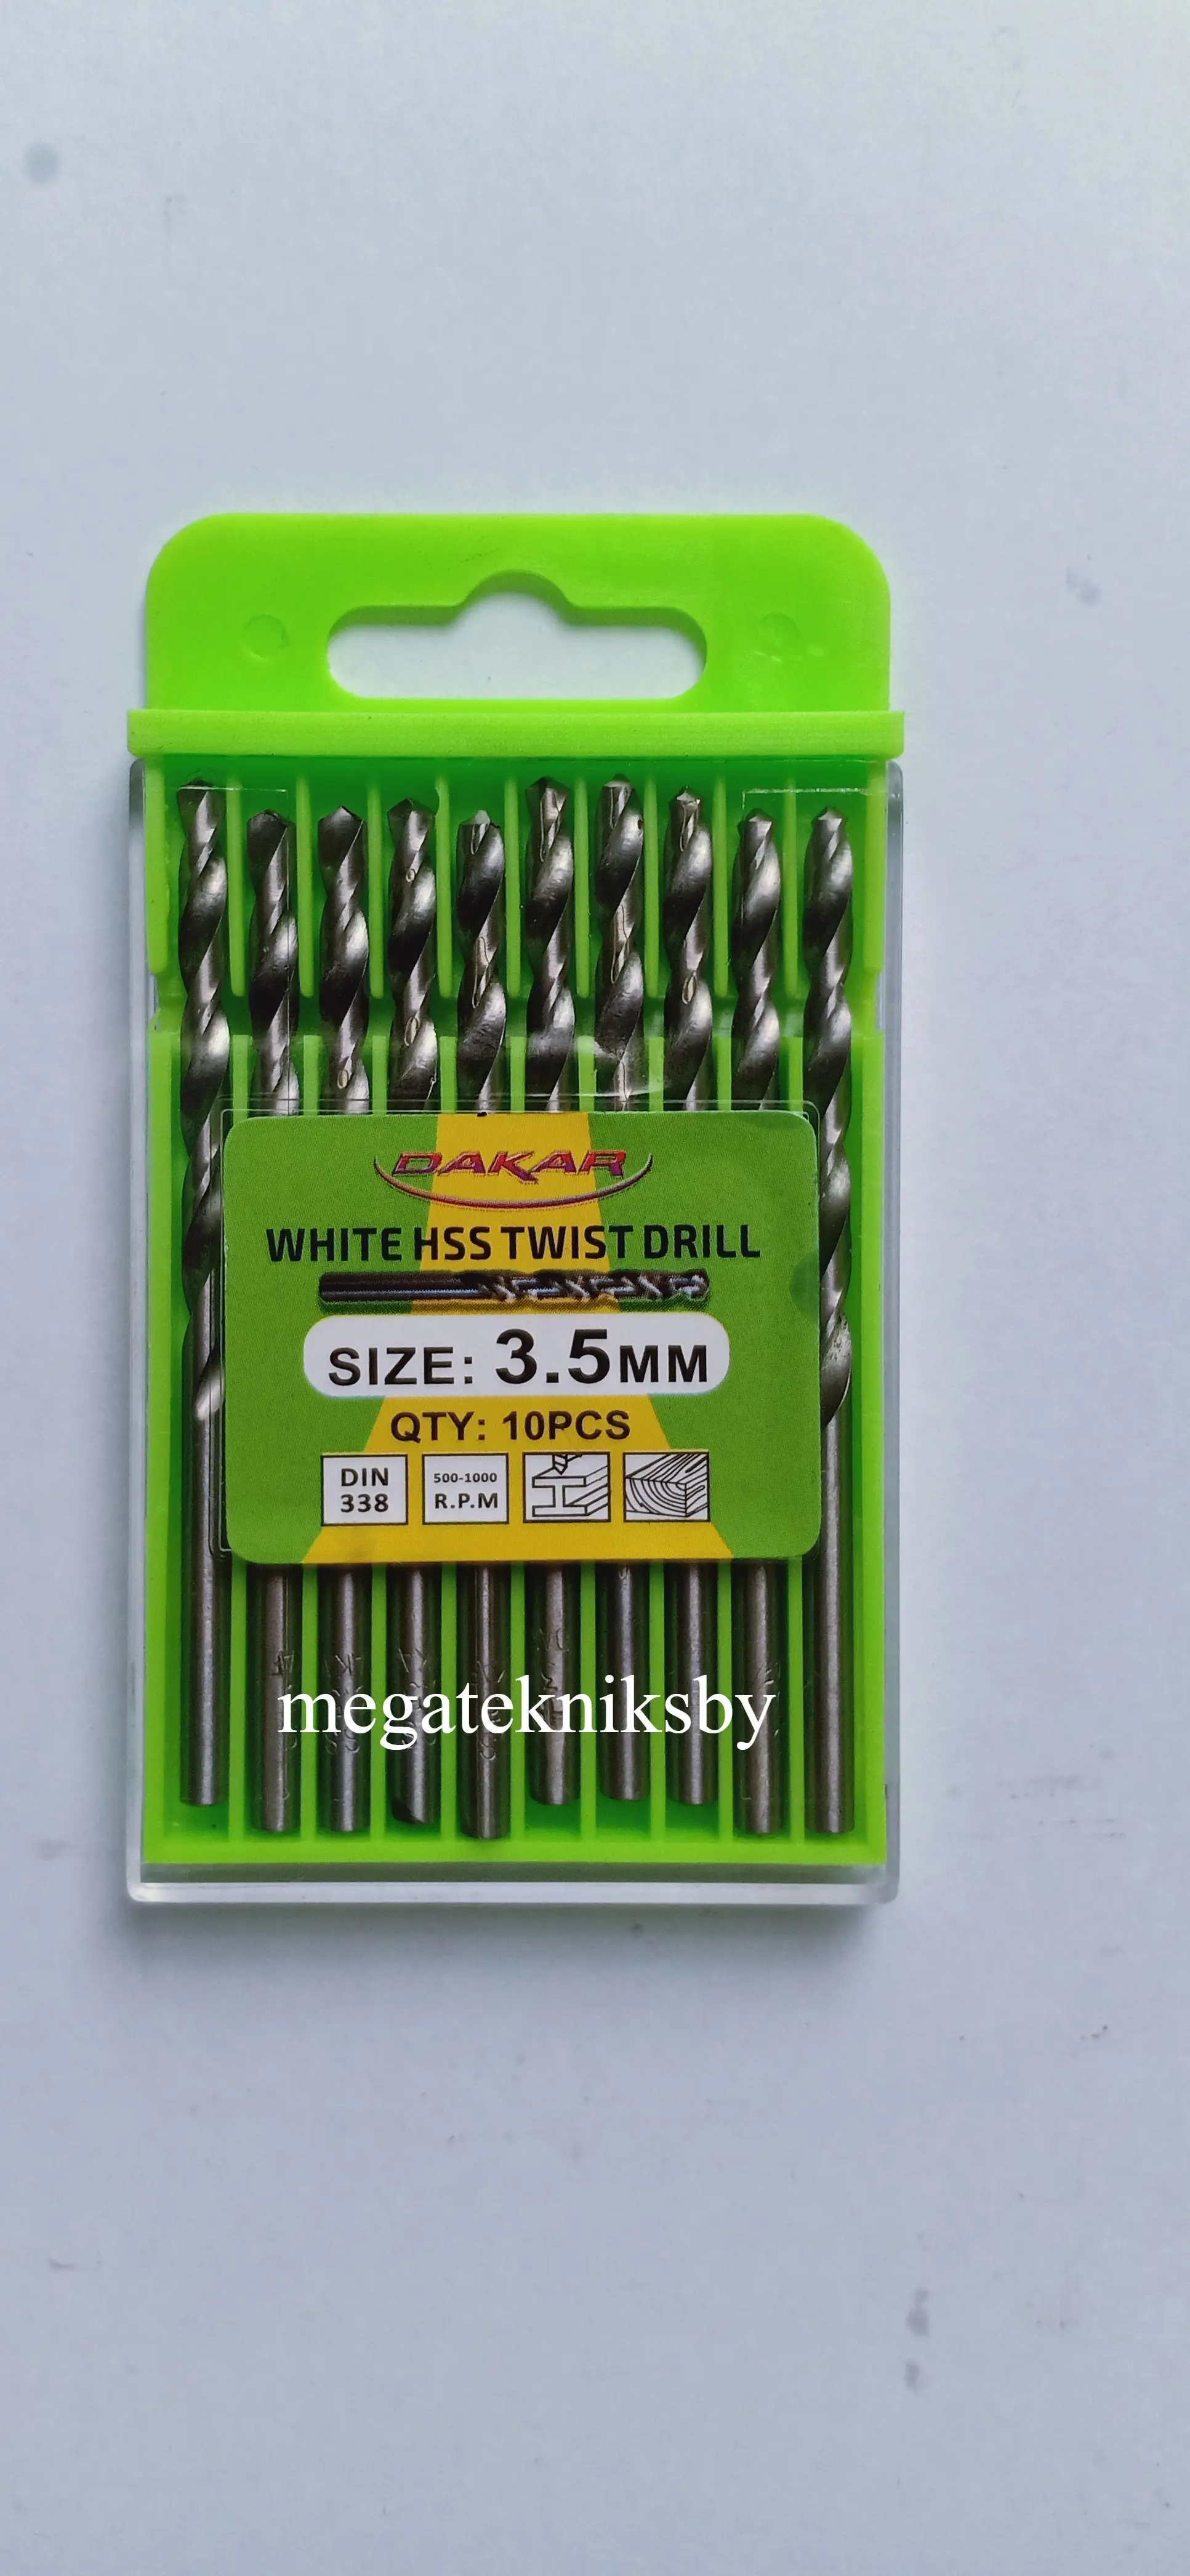 DAKAR
WHITE HSS TWIST DRILL
SIZE: 3.5MM
QTY: 10PCS
DIN
338
500-1000
R.P.M
megatekniksby